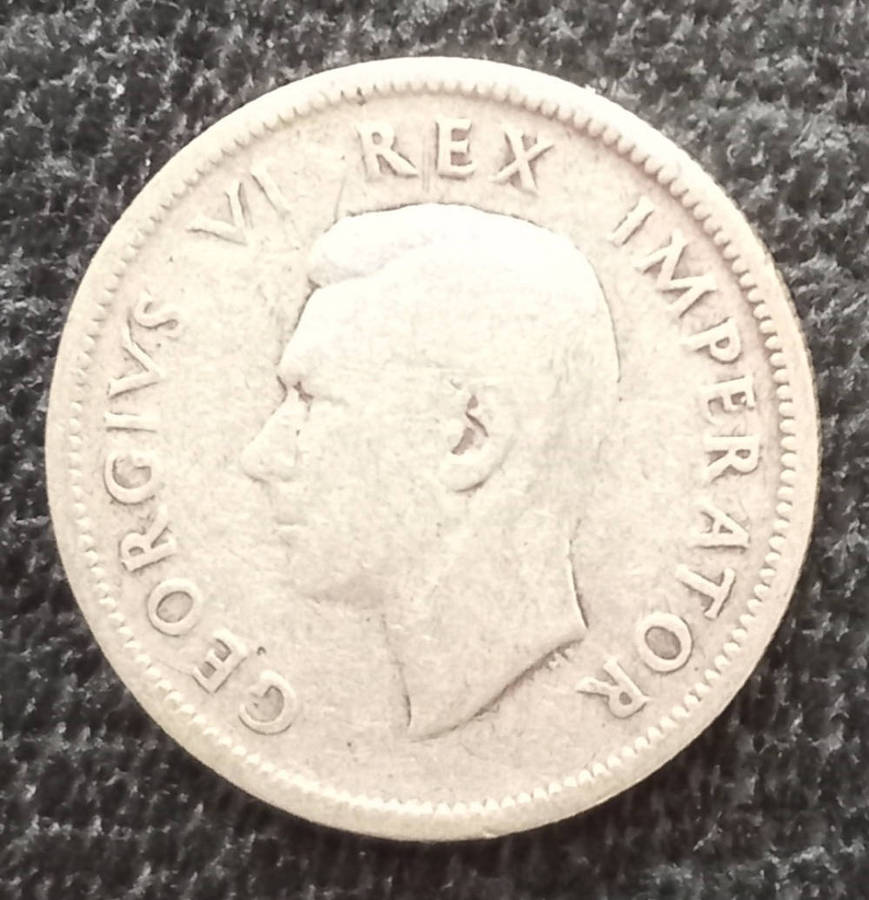 GEORGIVS VI REX IMPERATOR